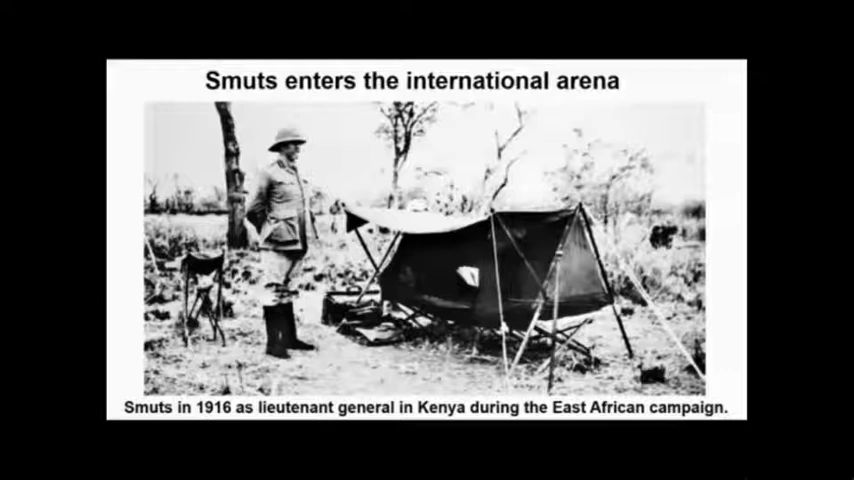 Smuts enters the international arena
Smuts in 1916 as lieutenant general in Kenya during the East African campaign.